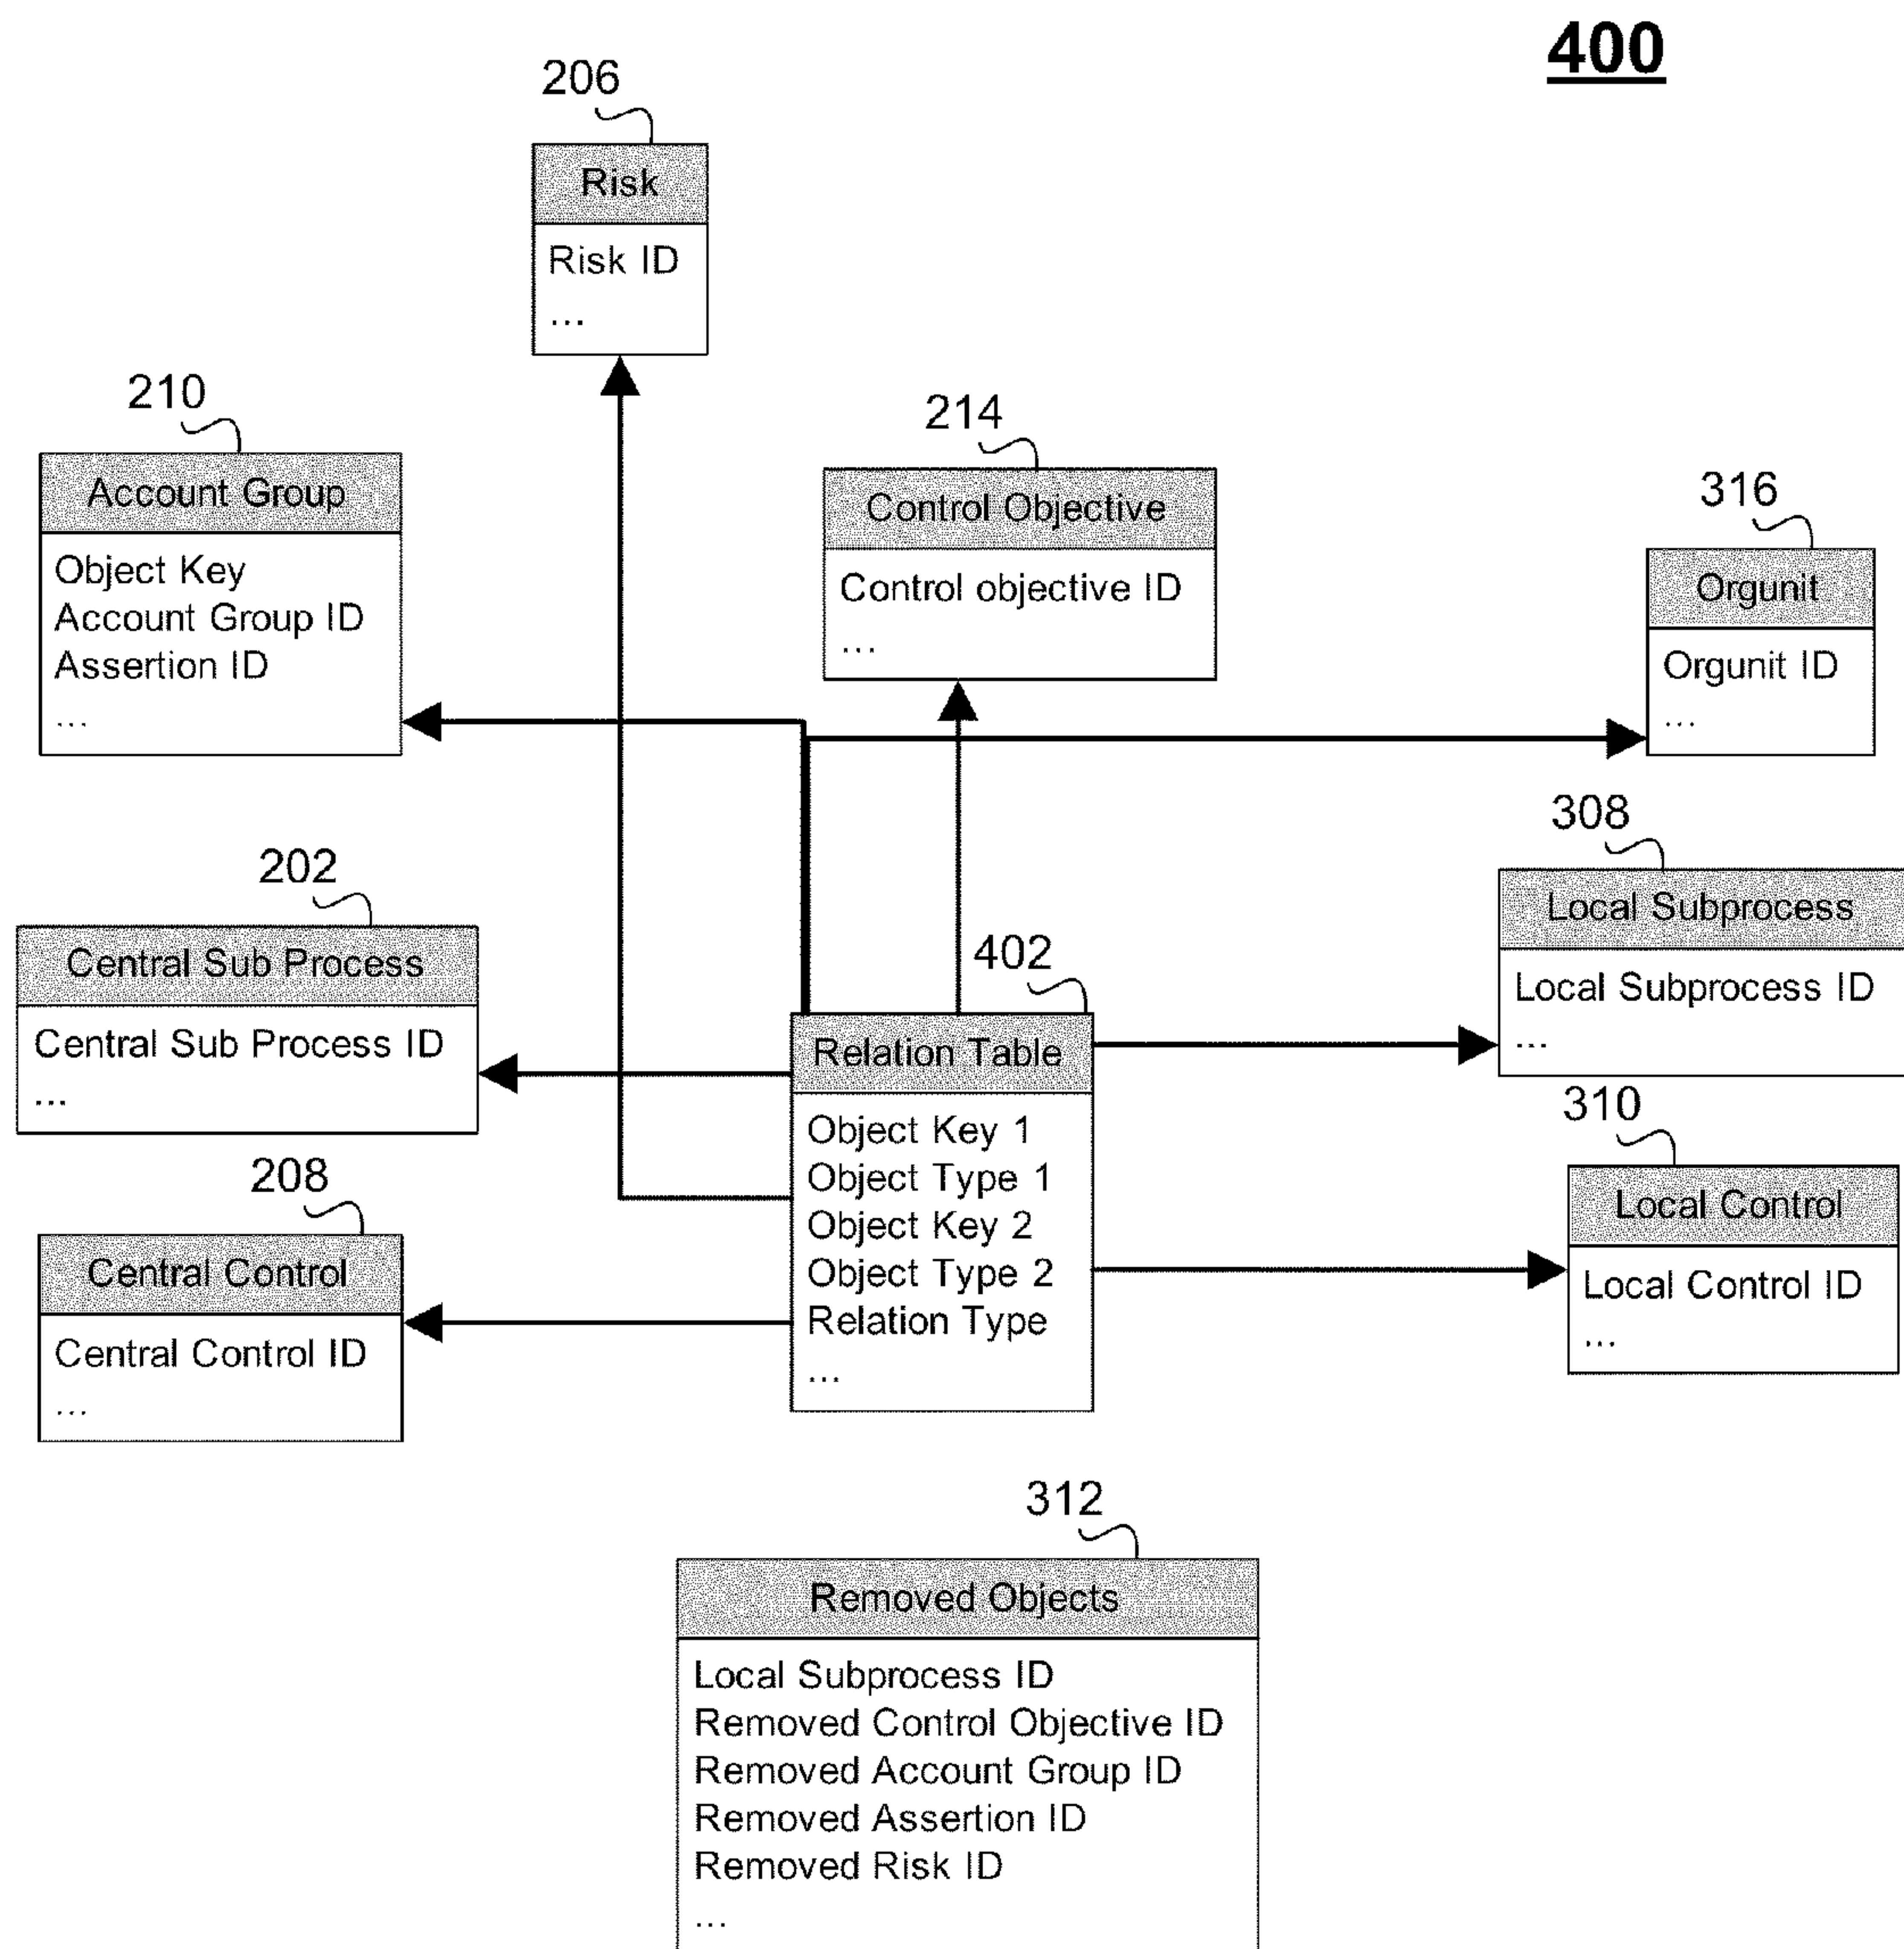 400
206
Risk
Risk ID
...
210
Account Group
Object Key
Account Group ID
Assertion ID
...
214
Control Objective
Control objective ID
...
316
Orgunit
Orgunit ID
...
202
Central Sub Process
Central Sub Process ID
...
402
Relation Table
Object Key 1
Object Type 1
Object Key 2
Object Type 2
Relation Type
...
308
Local Subprocess
Local Subprocess ID
...
208
Central Control
Central Control ID
...
310
Local Control
Local Control ID
...
312
Removed Objects
Local Subprocess ID
Removed Control Objective ID
Removed Account Group ID
Removed Assertion ID
Removed Risk ID
...